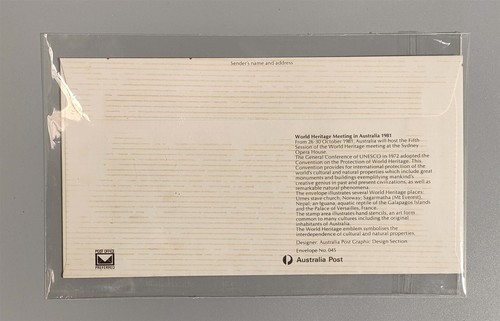 Sender's name and address
World Heritage Meeting in Australia 1981
From 26-30 October 1981, Australia will host the Fifth
Session of the World Heritage meeting at the Sydney
Opera House.
The General Conference of UNESCO in 1972 adopted the
Convention on the Protection of World Heritage. This
Convention provides for international protection of the
world's cultural and natural properties which include great
monuments and buildings exemplifying mankind's
creative genius in past and present civilisations, as well as
remarkable natural phenomena.
The envelope illustrates several World Heritage places:
Urnes stave church, Norway; Sagarmatha (Mt.Everest),
Nepal; an Iguana, aquatic reptile of the Galapagos Islands
and the Palace of Versailles, France.
The stamp area illustrates hand stencils, an art form
common to many cultures including the original
inhabitants of Australia.
The World Heritage emblem symbolises the
interdependence of cultural and natural properties.
Designer: Australia Post Graphic Design Section
Envelope No. 045
POST OFFICE
PREFERRED
Australia Post